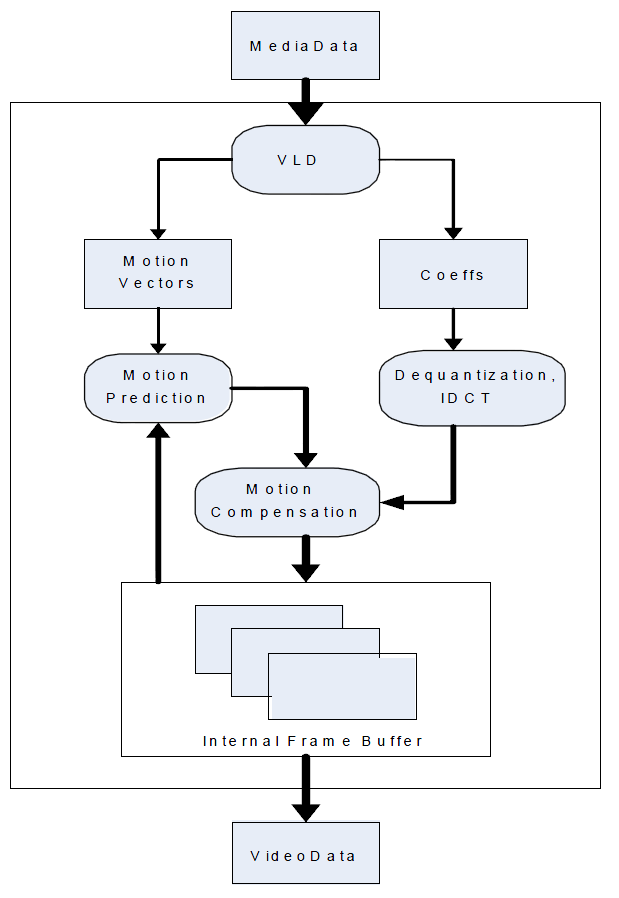 MediaData
VLD
Motion
Vectors
Coeffs
Motion
Prediction
Dequantization,
IDCT
Motion
Compensation
Internal Frame Buffer
VideoData